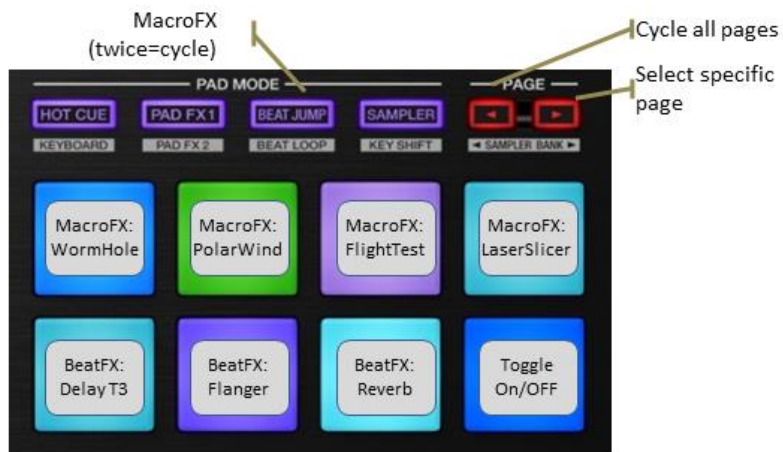 MacroFX
(twice=cycle)
Cycle all pages
Select specific
page
PAD MODE
PAGE
HOT CUE
PAD FX1
BEAT JUMP
SAMPLER
◄
►
KEYBOARD
PAD FX 2
BEAT LOOP
KEY SHIFT
◄ SAMPLER BANK ►
MacroFX:
WormHole
MacroFX:
PolarWind
MacroFX:
FlightTest
MacroFX:
LaserSlicer
BeatFX:
Delay T3
BeatFX:
Flanger
BeatFX:
Reverb
Toggle
On/OFF